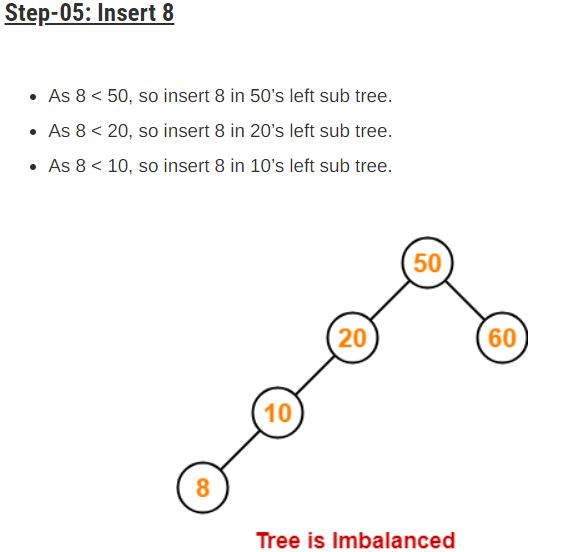 Step-05: Insert 8
• As 8 < 50, so insert 8 in 50’s left sub tree.
• As 8 < 20, so insert 8 in 20’s left sub tree.
• As 8 < 10, so insert 8 in 10’s left sub tree.
50
20
60
10
8
Tree is Imbalanced